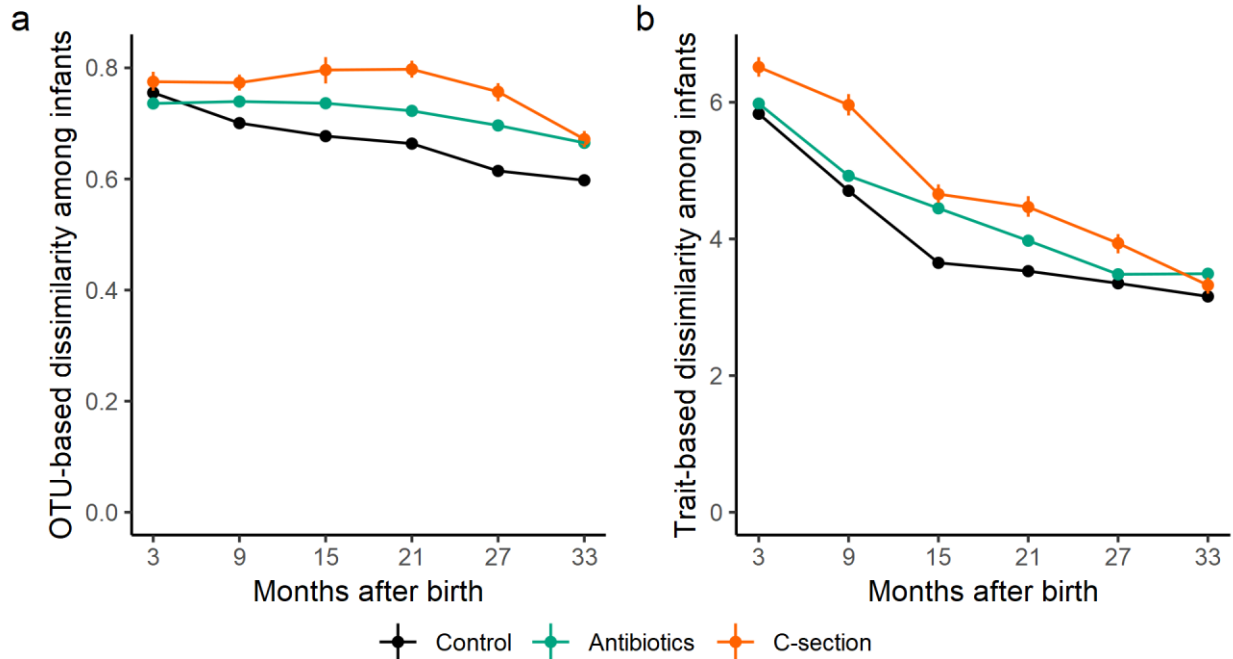 a
OTU-based dissimilarity among infants
0.8
0.6
0.4
0.2
0.0
3 9 15 21 27 33
Months after birth
b
Trait-based dissimilarity among infants
6
4
2
0
3 9 15 21 27 33
Months after birth
Control Antibiotics C-section